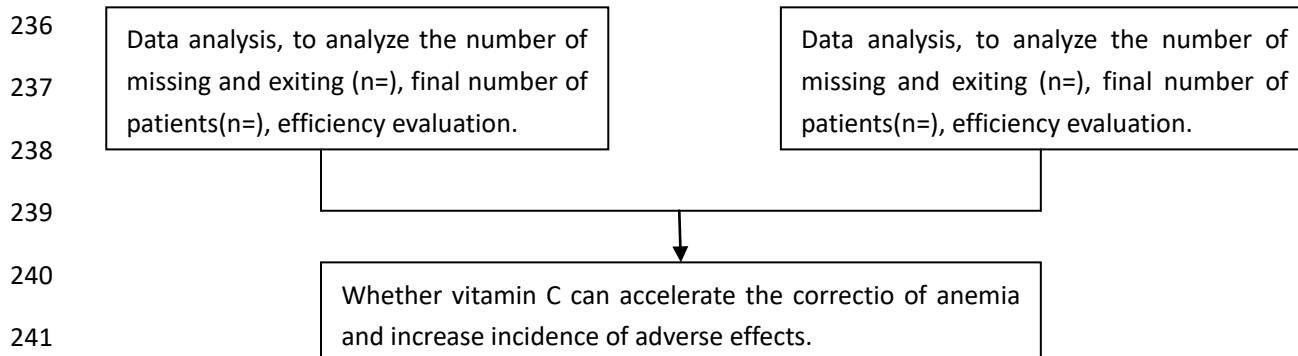 236
Data analysis, to analyze the number of
missing and exiting (n=), final number of
patients(n=), efficiency evaluation.
Data analysis, to analyze the number of
missing and exiting (n=), final number of
patients(n=), efficiency evaluation.
237
238
239
240
Whether vitamin C can accelerate the correctio of anemia
and increase incidence of adverse effects.
241